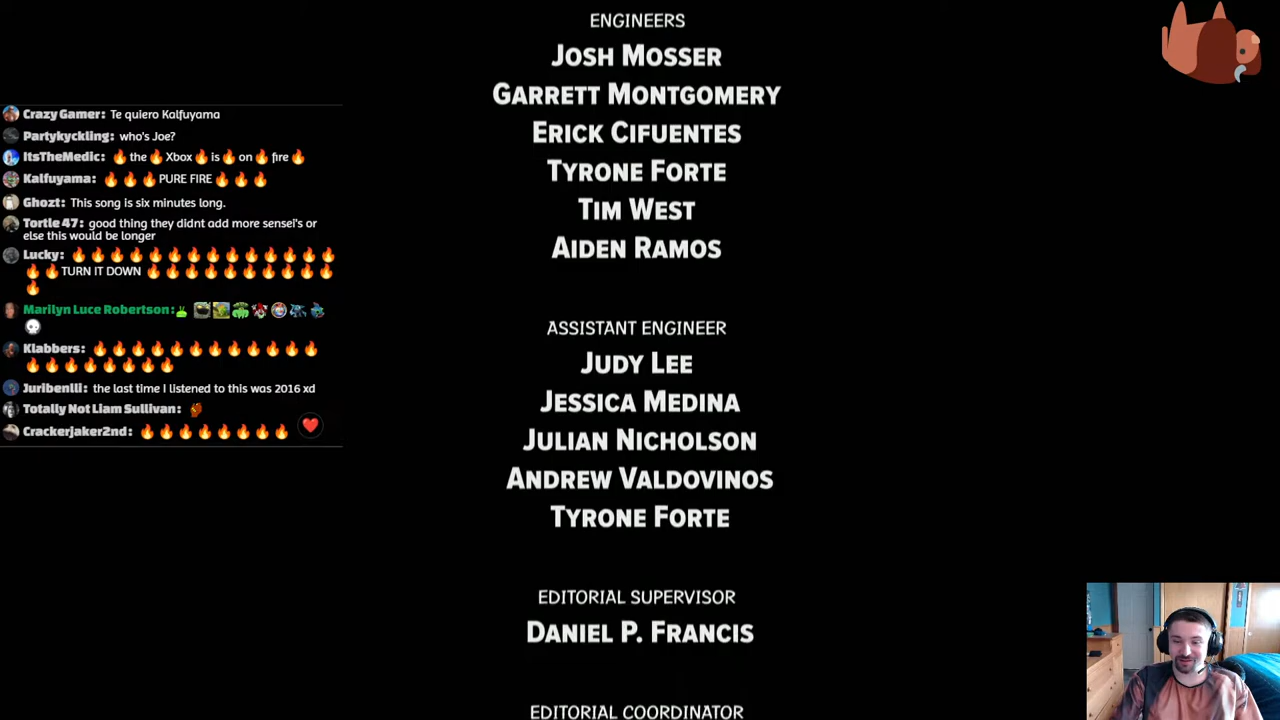 Crazy Gamer: Te quiero Kalfuyama
Partykyckling: who's Joe?
ItsTheMedic: 🔥 the 🔥 Xbox 🔥 is 🔥 on 🔥 fire 🔥
Kalfuyama: 🔥 🔥 🔥 PURE FIRE 🔥 🔥 🔥
Ghozt: This song is six minutes long.
Tortle 47: good thing they didnt add more sensei's or
else this would be longer
Lucky: 🔥 🔥 🔥 🔥 🔥 🔥 🔥 🔥 🔥 🔥 🔥 🔥 🔥 🔥
🔥 🔥 TURN IT DOWN 🔥 🔥 🔥 🔥 🔥 🔥 🔥 🔥 🔥 🔥
🔥
Marilyn Luce Robertson:
Klabbers: 🔥 🔥 🔥 🔥 🔥 🔥 🔥 🔥 🔥 🔥 🔥 🔥
🔥 🔥 🔥 🔥 🔥 🔥 🔥 🔥
Juribenlli: the last time I listened to this was 2016 xd
Totally Not Liam Sullivan:
Crackerjaker2nd: 🔥 🔥 🔥 🔥 🔥 🔥 🔥 🔥
ENGINEERS
JOSH MOSSER
GARRETT MONTGOMERY
ERICK CIFUENTES
TYRONE FORTE
TIM WEST
AIDEN RAMOS
ASSISTANT ENGINEER
JUDY LEE
JESSICA MEDINA
JULIAN NICHOLSON
ANDREW VALDOVINOS
TYRONE FORTE
EDITORIAL SUPERVISOR
DANIEL P. FRANCIS
EDITORIAL COORDINATOR